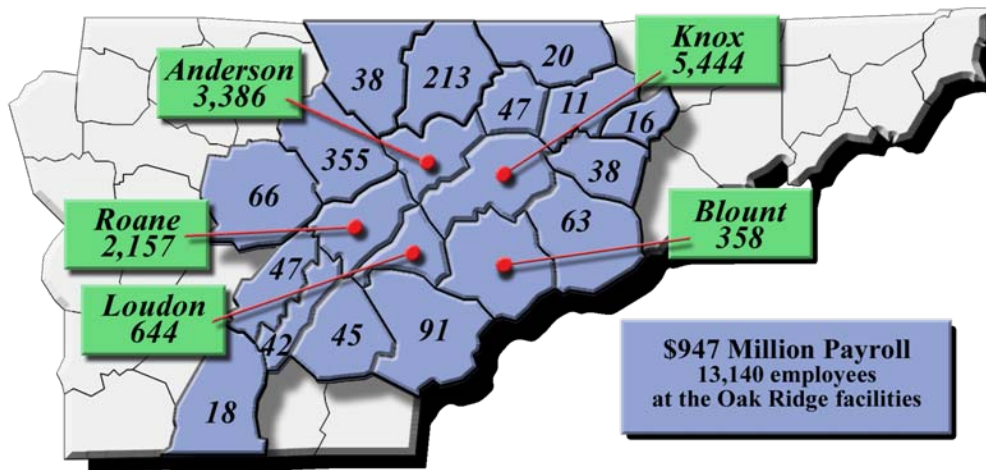 Knox
5,444
Anderson
3,386
38
213
20
47
11
16
355
38
66
63
Roane
2,157
Blount
358
47
Loudon
644
42
45
91
18
$947 Million Payroll
13,140 employees
at the Oak Ridge facilities